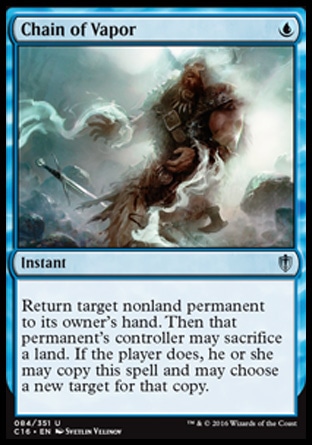 Chain of Vapor
Instant
Return target nonland permanent
to its owner's hand. Then that
permanent's controller may sacrifice
a land. If the player does, he or she
may copy this spell and may choose
a new target for that copy.
084/351 U
C16 • EN Svetlin Velinov
™ & © 2016 Wizards of the Coast